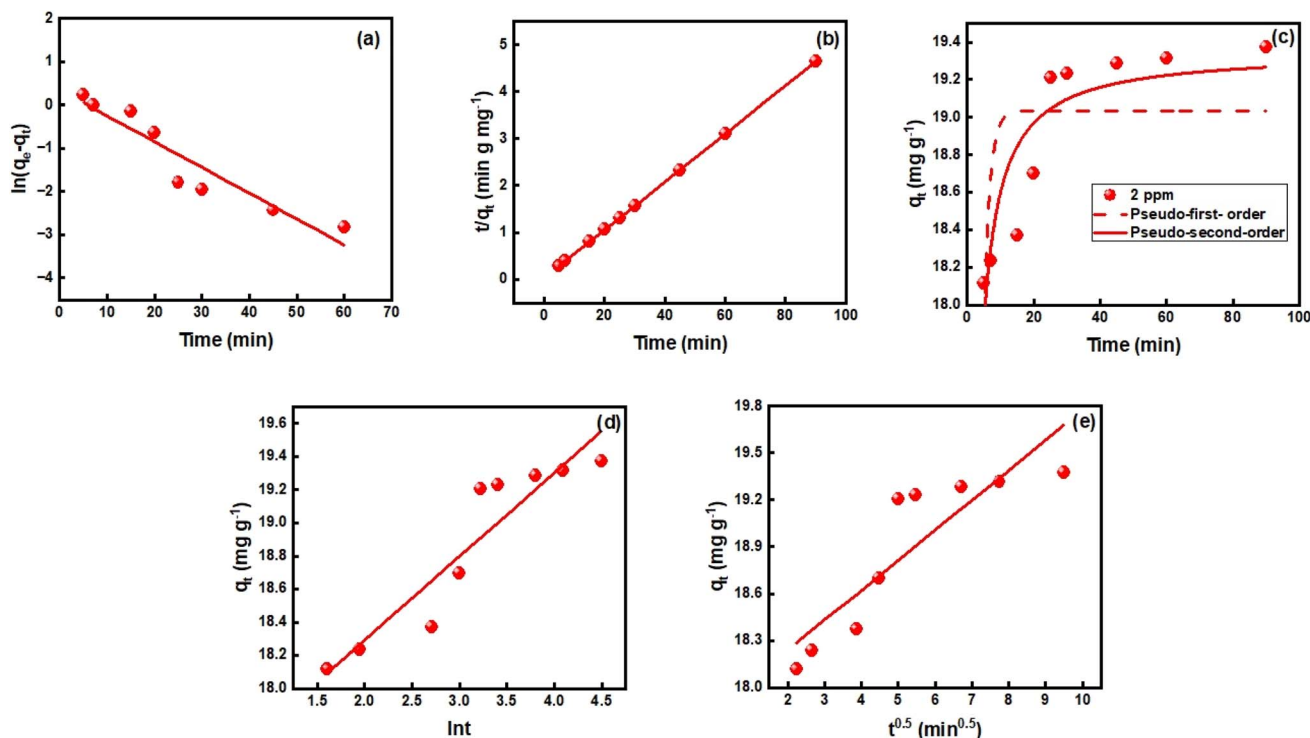 (a)
ln(qe-qt)
2
1
0
−1
−2
−3
−4
0 10 20 30 40 50 60 70
Time (min)
(b)
t/qt (min g mg-1)
5
4
3
2
1
0
0 20 40 60 80 100
Time (min)
(c)
qt (mg g-1)
19.4
19.2
19.0
18.8
18.6
18.4
18.2
18.0
2 ppm
Pseudo-first- order
Pseudo-second-order
0 20 40 60 80 100
Time (min)
(d)
qt (mg g-1)
19.6
19.4
19.2
19.0
18.8
18.6
18.4
18.2
18.0
1.5 2.0 2.5 3.0 3.5 4.0 4.5
lnt
(e)
qt (mg g-1)
19.8
19.5
19.2
18.9
18.6
18.3
18.0
2 3 4 5 6 7 8 9 10
t0.5 (min0.5)